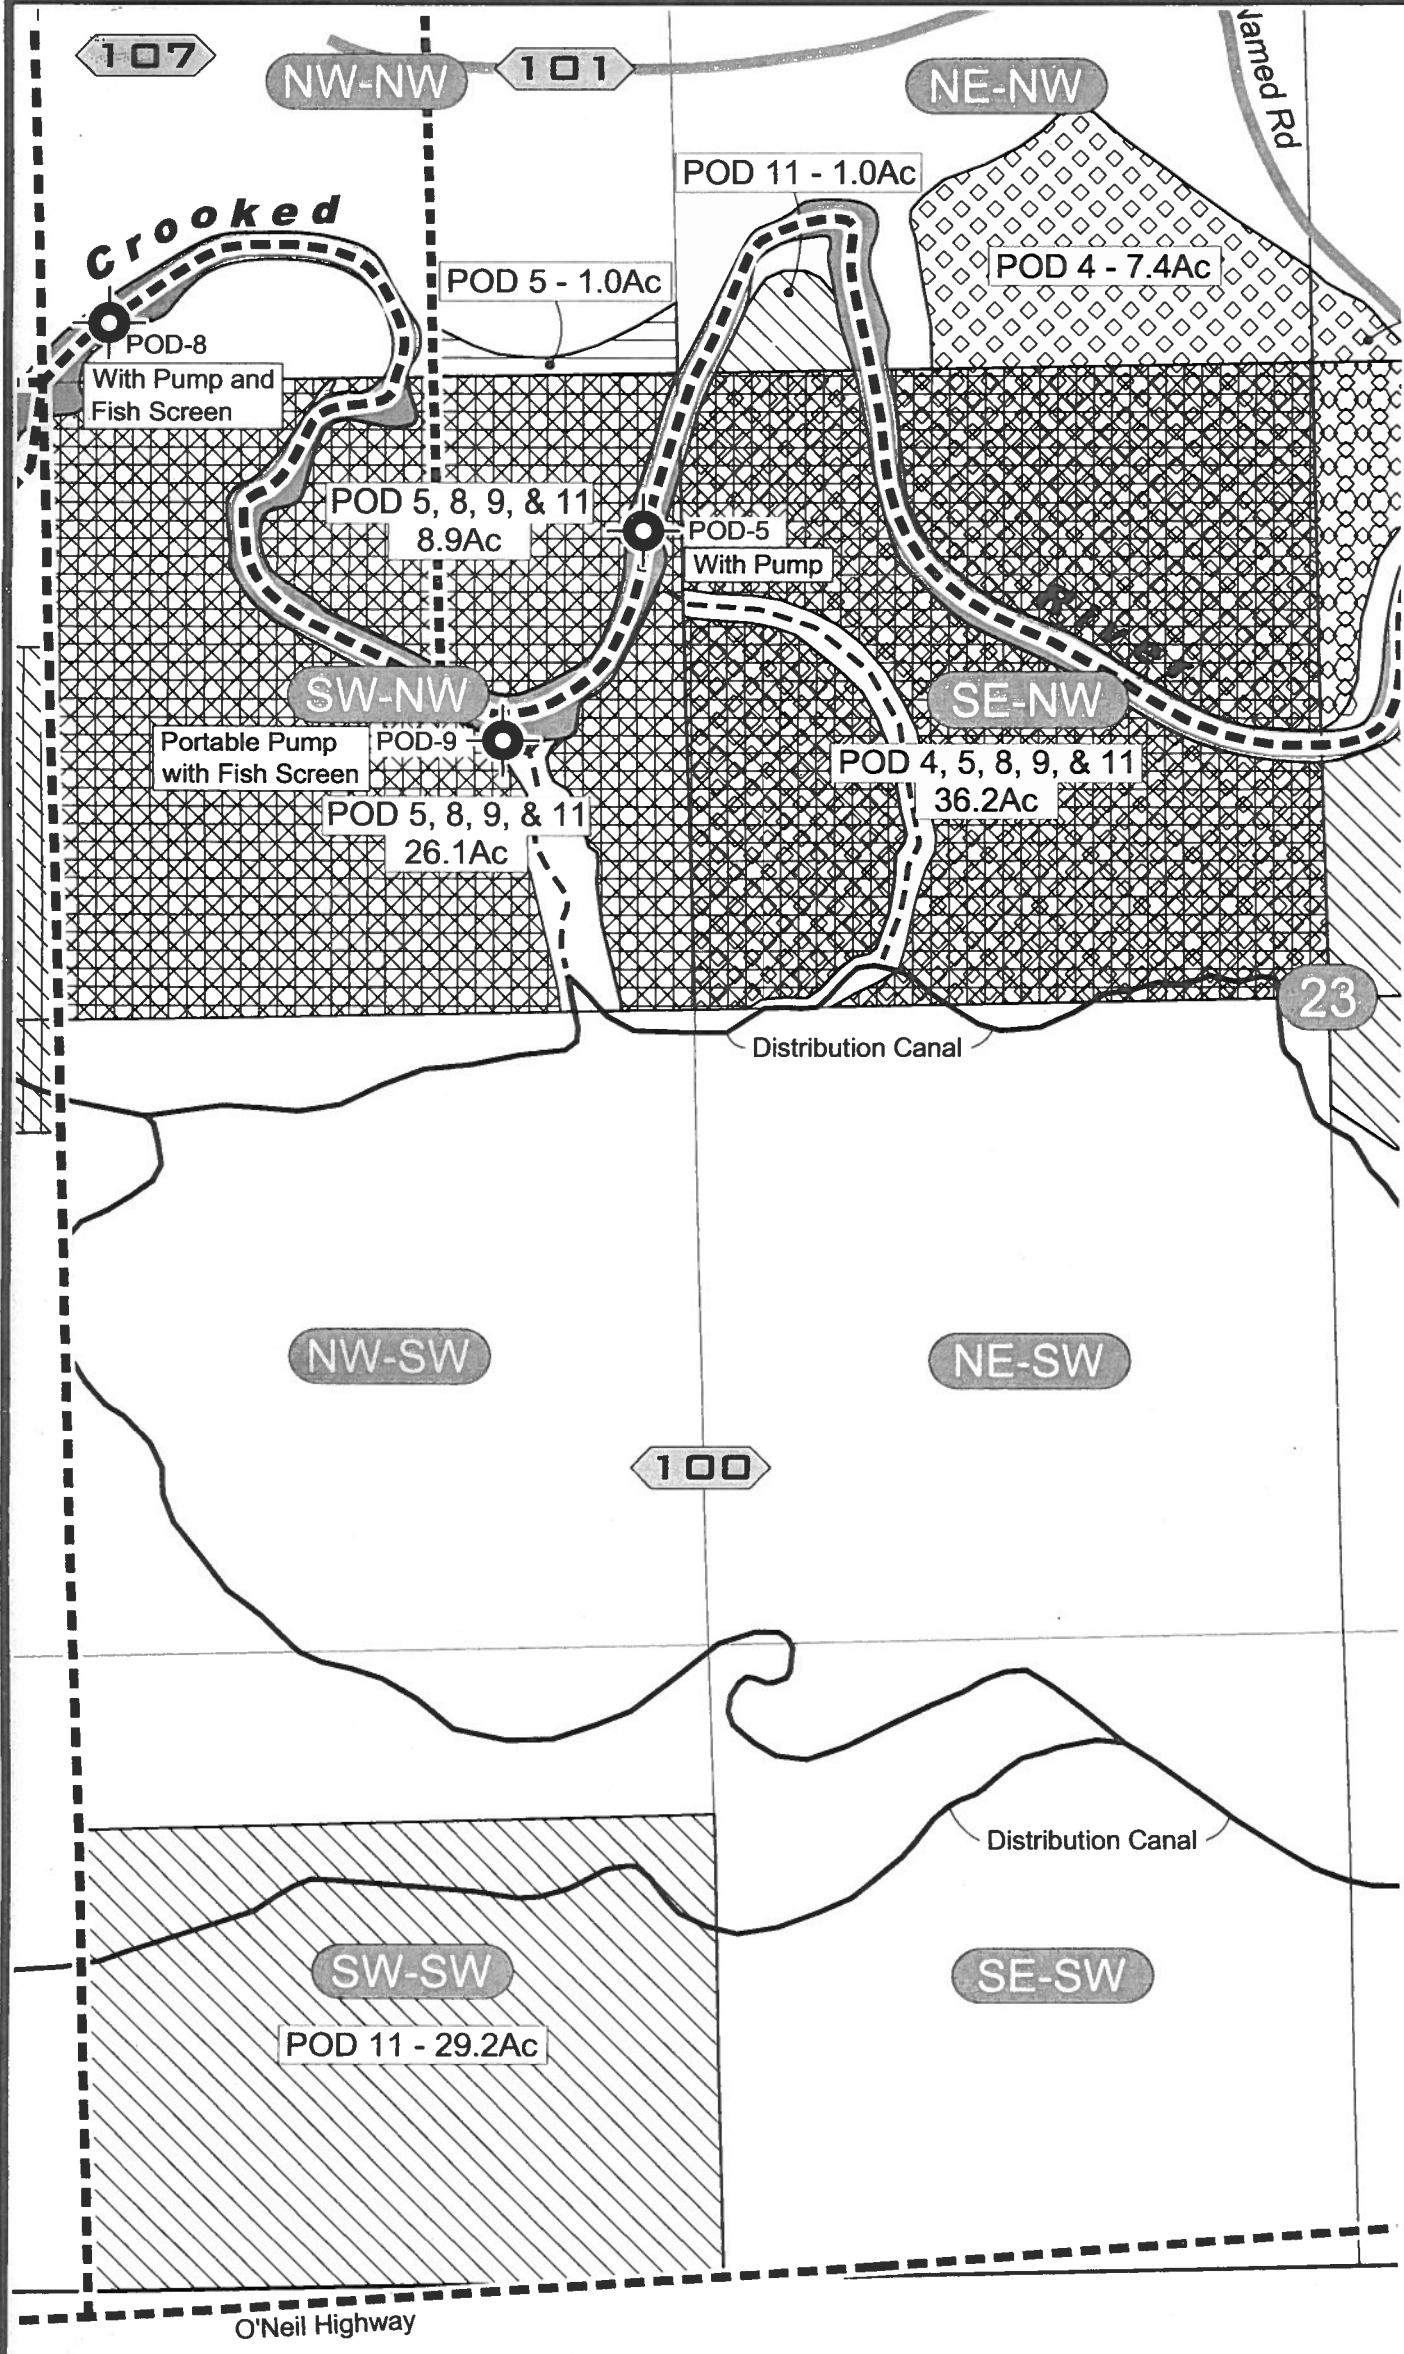 107
NW-NW
101
NE-NW
Named Rd
POD 11 - 1.0Ac
Crooked
POD 5 - 1.0Ac
POD 4 - 7.4Ac
POD-8
With Pump and
Fish Screen
POD 5, 8, 9, & 11
8.9Ac
POD-5
With Pump
River
SW-NW
SE-NW
Portable Pump
with Fish Screen
POD-9
POD 4, 5, 8, 9, & 11
36.2Ac
POD 5, 8, 9, & 11
26.1Ac
23
Distribution Canal
NW-SW
NE-SW
100
Distribution Canal
SW-SW
SE-SW
POD 11 - 29.2Ac
O'Neil Highway